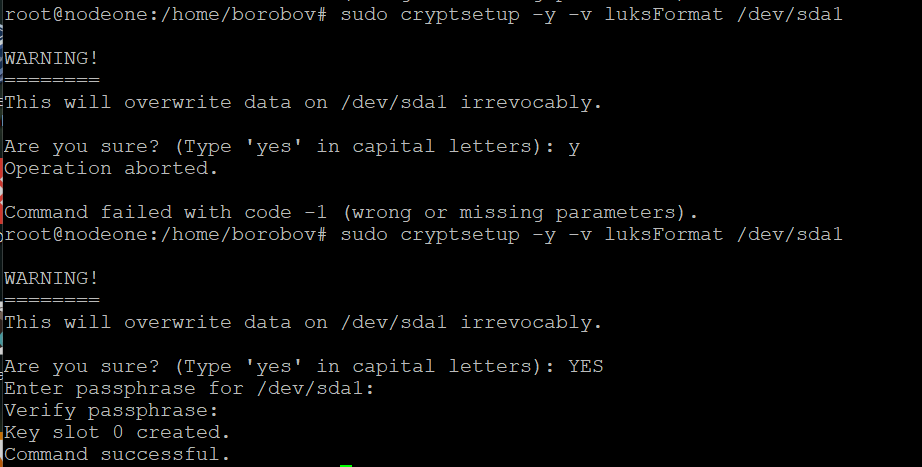 root@nodeone:/home/borobov# sudo cryptsetup -y -v luksFormat /dev/sda1
WARNING!
========
This will overwrite data on /dev/sda1 irrevocably.
Are you sure? (Type 'yes' in capital letters): y
Operation aborted.
Command failed with code -1 (wrong or missing parameters).
root@nodeone:/home/borobov# sudo cryptsetup -y -v luksFormat /dev/sda1
WARNING!
========
This will overwrite data on /dev/sda1 irrevocably.
Are you sure? (Type 'yes' in capital letters): YES
Enter passphrase for /dev/sda1:
Verify passphrase:
Key slot 0 created.
Command successful.